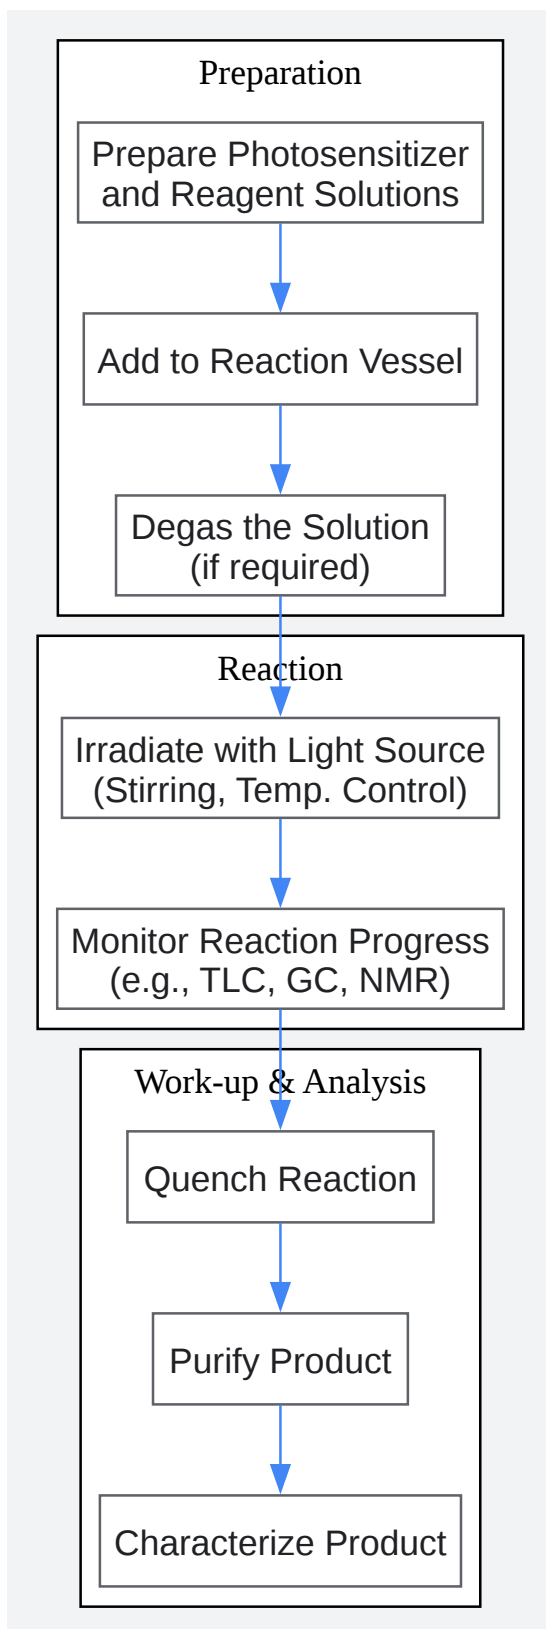 Preparation
Prepare Photosensitizer
and Reagent Solutions
Add to Reaction Vessel
Degas the Solution
(if required)
Reaction
Irradiate with Light Source
(Stirring, Temp. Control)
Monitor Reaction Progress
(e.g., TLC, GC, NMR)
Work-up & Analysis
Quench Reaction
Purify Product
Characterize Product